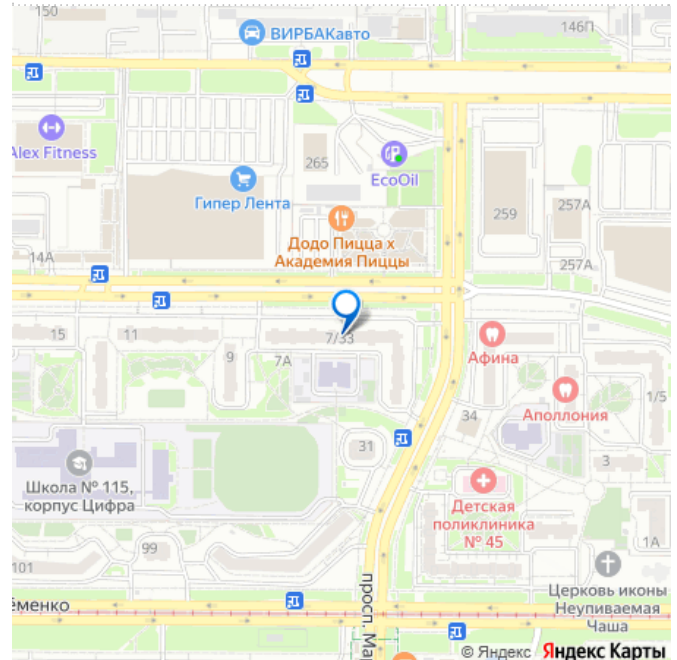 150
146П
ВИРБАКавто
Alex Fitness
265
EcoOil
Гипер Лента
259
257А
Додо Пицца х
Академия Пиццы
14А
257А
15
11
7/33
9
7А
Афина
Аполлония
1/5
34
31
3
Школа № 115,
корпус Цифра
Детская
поликлиника
№ 45
99
101
1А
Церковь иконы
Неупиваемая
Чаша
ёменко
просп. Мар
© Яндекс Яндекс Карты